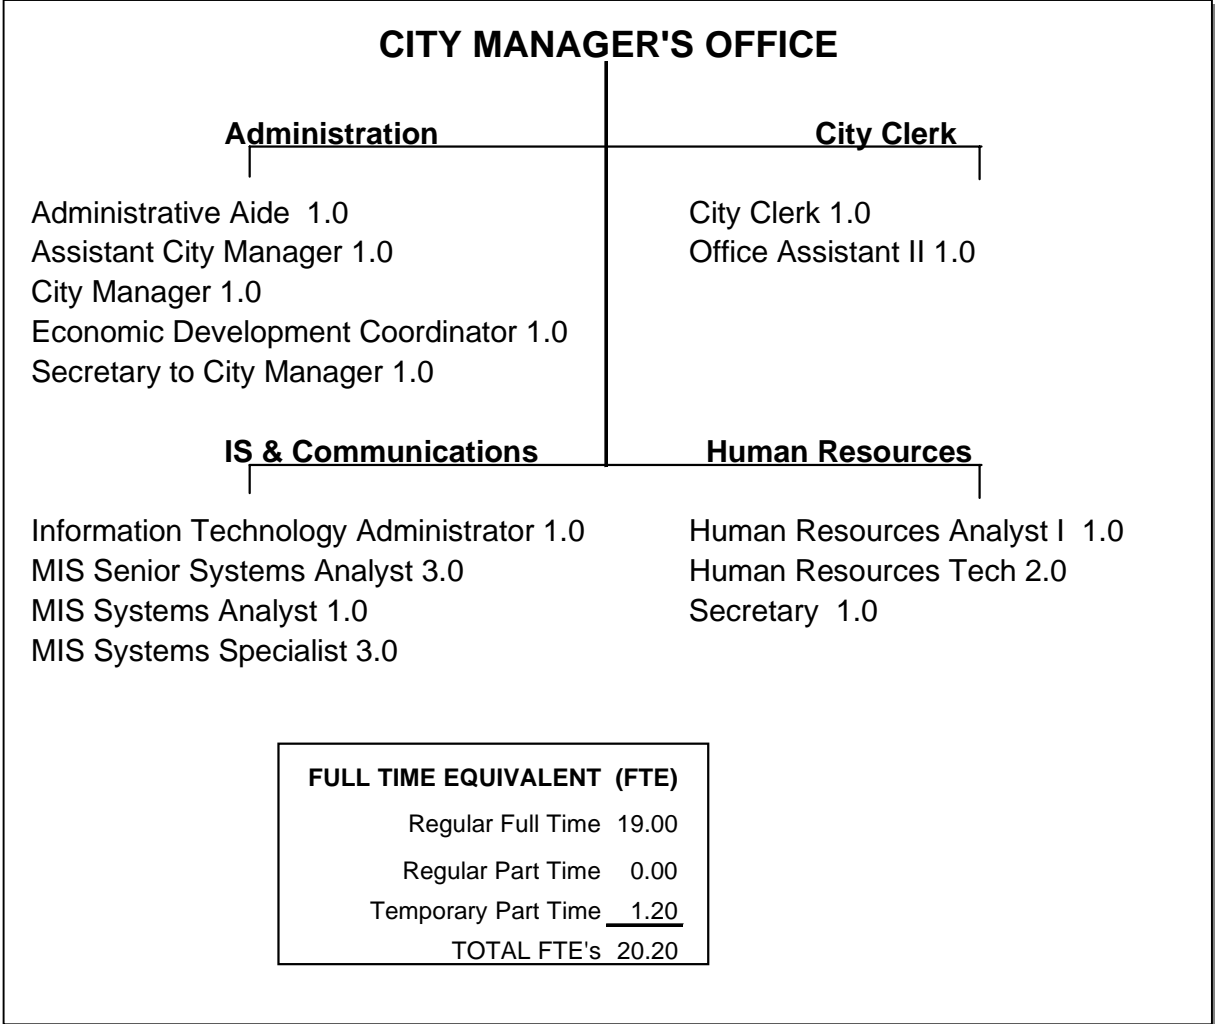 CITY MANAGER'S OFFICE
Administration
Administrative Aide 1.0
Assistant City Manager 1.0
City Manager 1.0
Economic Development Coordinator 1.0
Secretary to City Manager 1.0
City Clerk
City Clerk 1.0
Office Assistant II 1.0
IS & Communications
Information Technology Administrator 1.0
MIS Senior Systems Analyst 3.0
MIS Systems Analyst 1.0
MIS Systems Specialist 3.0
Human Resources
Human Resources Analyst I 1.0
Human Resources Tech 2.0
Secretary 1.0
FULL TIME EQUIVALENT (FTE)
Regular Full Time 19.00
Regular Part Time 0.00
Temporary Part Time 1.20
TOTAL FTE's 20.20